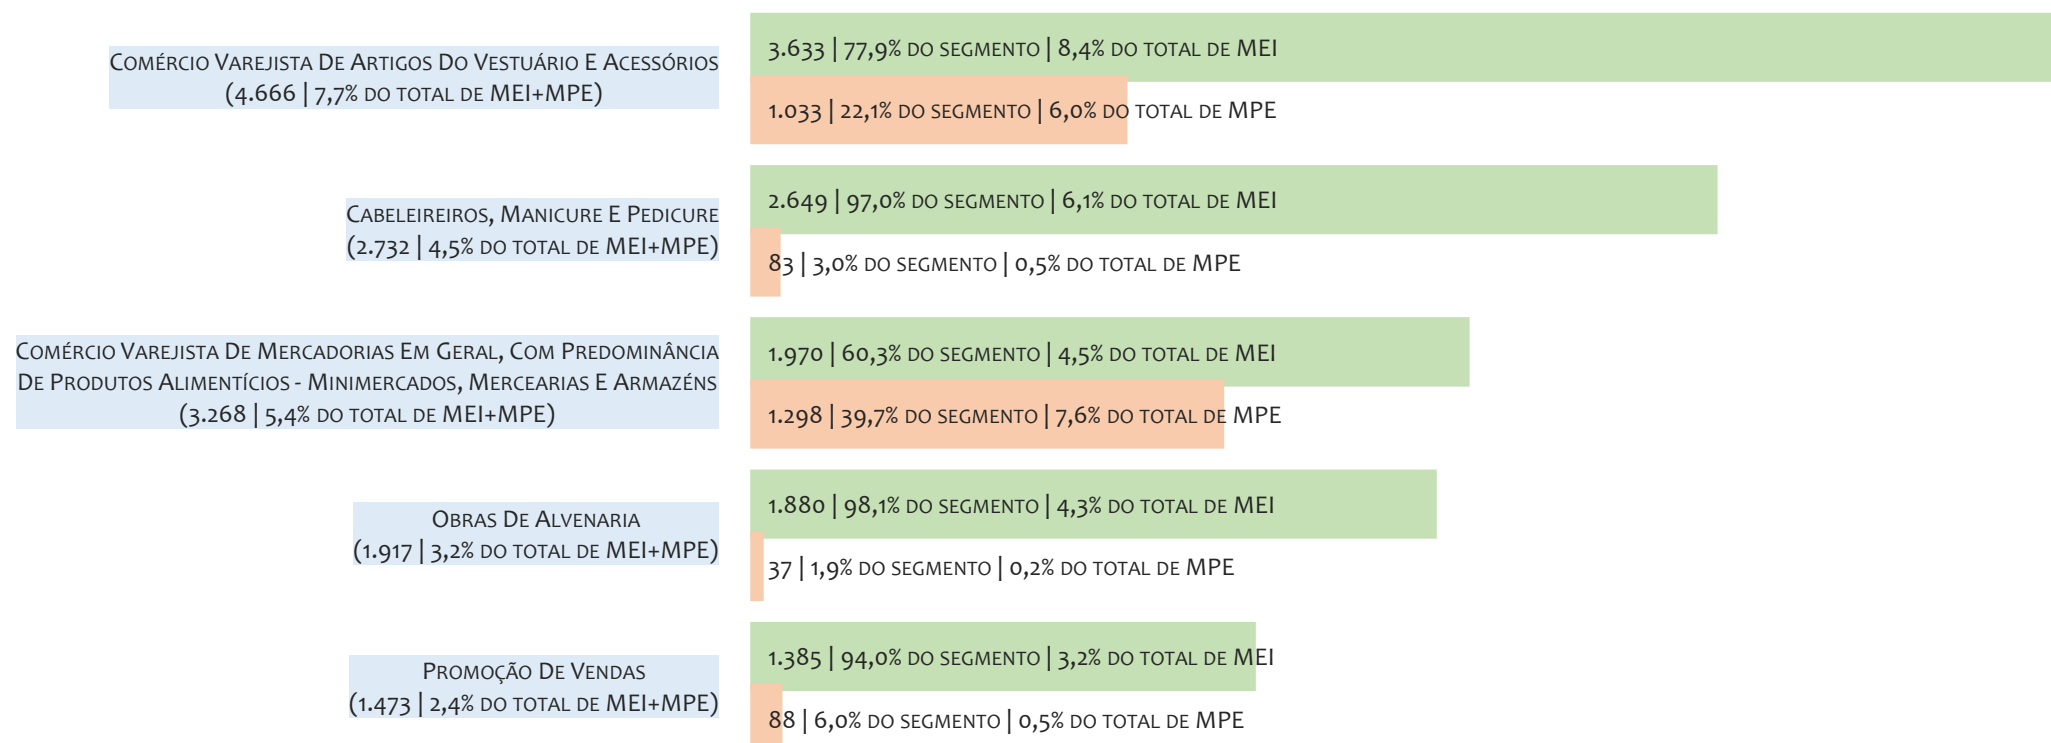 Comércio Varejista De Artigos Do Vestuário E Acessórios
(4.666 | 7,7% do total de MEI+MPE)
3.633 | 77,9% do segmento | 8,4% do total de MEI
1.033 | 22,1% do segmento | 6,0% do total de MPE
Cabeleireiros, Manicure E Pedicure
(2.732 | 4,5% do total de MEI+MPE)
2.649 | 97,0% do segmento | 6,1% do total de MEI
83 | 3,0% do segmento | 0,5% do total de MPE
Comércio Varejista De Mercadorias Em Geral, Com Predominância
De Produtos Alimentícios - Minimercados, Mercearias E Armazéns
(3.268 | 5,4% do total de MEI+MPE)
1.970 | 60,3% do segmento | 4,5% do total de MEI
1.298 | 39,7% do segmento | 7,6% do total de MPE
Obras De Alvenaria
(1.917 | 3,2% do total de MEI+MPE)
1.880 | 98,1% do segmento | 4,3% do total de MEI
37 | 1,9% do segmento | 0,2% do total de MPE
Promoção De Vendas
(1.473 | 2,4% do total de MEI+MPE)
1.385 | 94,0% do segmento | 3,2% do total de MEI
88 | 6,0% do segmento | 0,5% do total de MPE